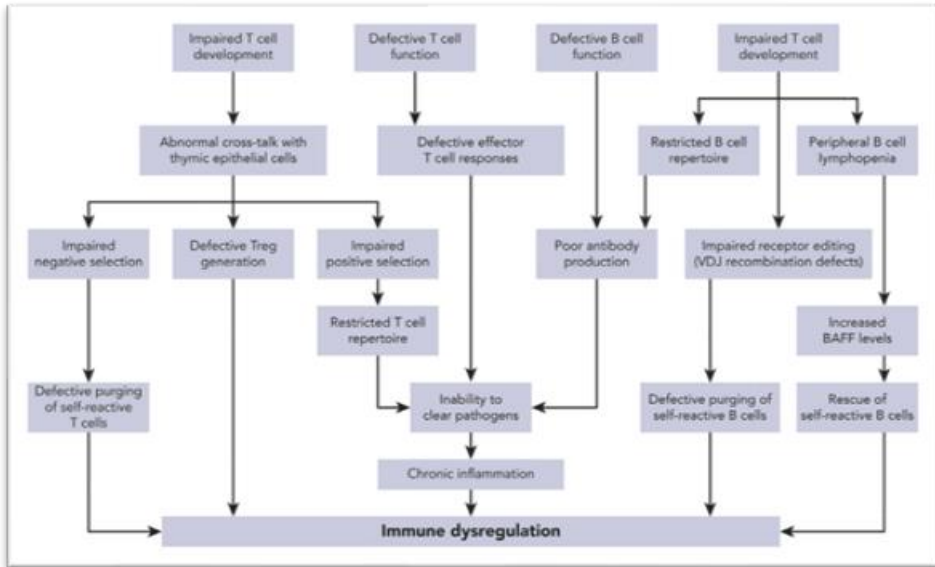 Impaired T cell
development
Defective T cell
function
Defective B cell
function
Impaired T cell
development
Abnormal cross-talk with
thymic epithelial cells
Defective effector
T cell responses
Restricted B cell
repertoire
Peripheral B cell
lymphopenia
Impaired
negative selection
Defective Treg
generation
Impaired
positive selection
Poor antibody
production
Impaired receptor editing
(VDJ recombination defects)
Restricted T cell
repertoire
Increased
BAFF levels
Defective purging
of self-reactive
T cells
Inability to
clear pathogens
Defective purging of
self-reactive B cells
Rescue of
self-reactive B cells
Chronic inflammation
Immune dysregulation